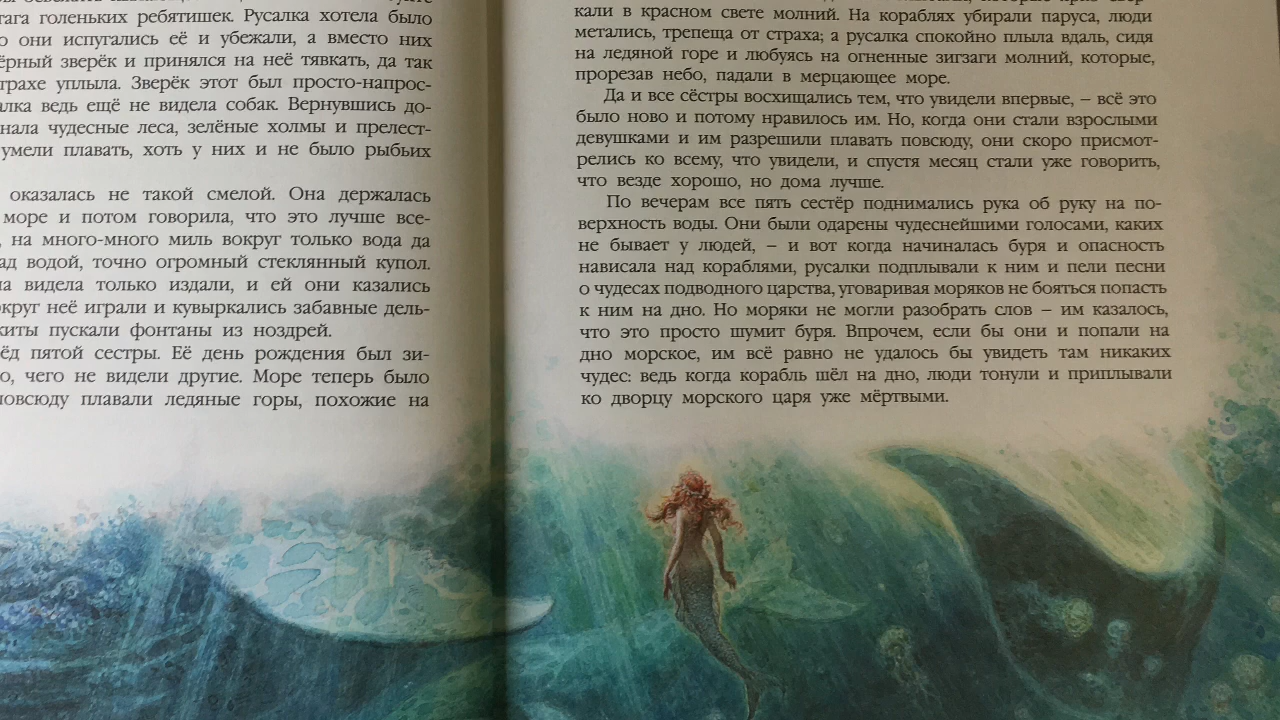 тага голеньких ребятишек. Русалка хотела было
о они испугались её и убежали, а вместо них
ёрный зверёк и принялся на неё тявкать, да так
трахе уплыла. Зверёк этот был просто-напрос-
алка ведь ещё не видела собак. Вернувшись до-
нала чудесные леса, зелёные холмы и прелест-
умели плавать, хоть у них и не было рыбьих
оказалась не такой смелой. Она держалась
море и потом говорила, что это лучше все-
, на много-много миль вокруг только вода да
ад водой, точно огромный стеклянный купол.
ла видела только издали, и ей они казались
округ неё играли и кувыркались забавные дель-
киты пускали фонтаны из ноздрей.
ёд пятой сестры. Её день рождения был зи-
о, чего не видели другие. Море теперь было
повсюду плавали ледяные горы, похожие на
кали в красном свете молний. На кораблях убирали паруса, люди
метались, трепеща от страха; а русалка спокойно плыла вдаль, сидя
на ледяной горе и любуясь на огненные зигзаги молний, которые,
прорезав небо, падали в мерцающее море.
Да и все сёстры восхищались тем, что увидели впервые, – всё это
было ново и потому нравилось им. Но, когда они стали взрослыми
девушками и им разрешили плавать повсюду, они скоро присмот-
релись ко всему, что увидели, и спустя месяц стали уже говорить,
что везде хорошо, но дома лучше.
По вечерам все пять сестёр поднимались рука об руку на по-
верхность воды. Они были одарены чудеснейшими голосами, каких
не бывает у людей, – и вот когда начиналась буря и опасность
нависала над кораблями, русалки подплывали к ним и пели песни
о чудесах подводного царства, уговаривая моряков не бояться попасть
к ним на дно. Но моряки не могли разобрать слов – им казалось,
что это просто шумит буря. Впрочем, если бы они и попали на
дно морское, им всё равно не удалось бы увидеть там никаких
чудес: ведь когда корабль шёл на дно, люди тонули и приплывали
ко дворцу морского царя уже мёртвыми.